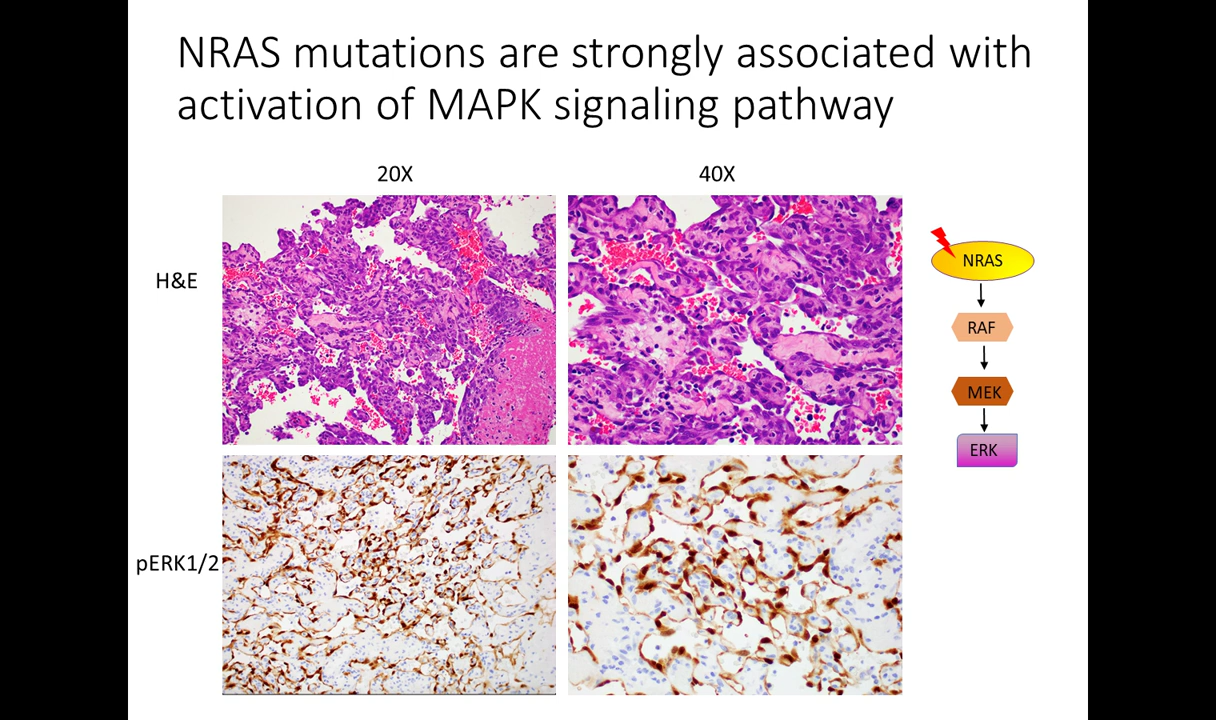 NRAS mutations are strongly associated with
activation of MAPK signaling pathway
20X
40X
H&E
pERK1/2
NRAS
RAF
MEK
ERK